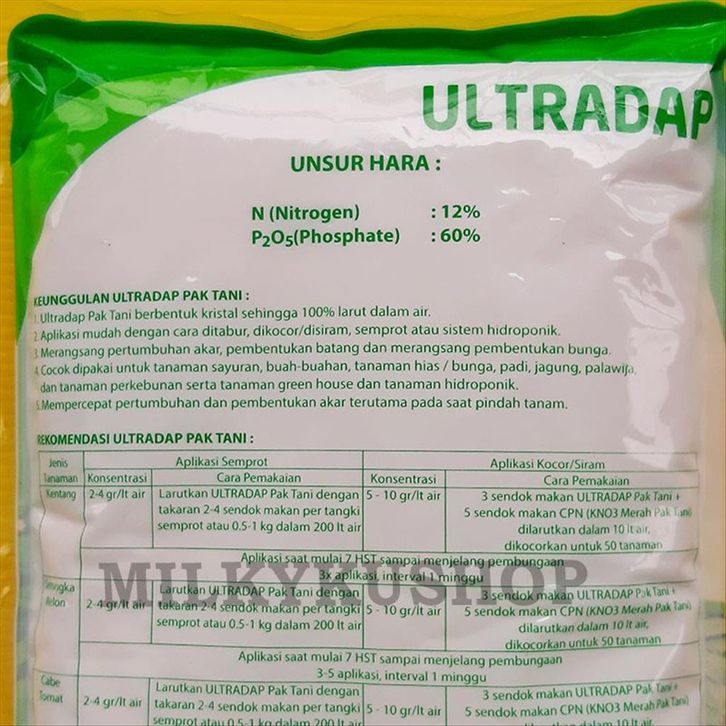 ULTRADAP
UNSUR HARA :
N (Nitrogen) : 12%
P2O5(Phosphate) : 60%
KEUNGGULAN ULTRADAP PAK TANI :
1. Ultradap Pak Tani berbentuk kristal sehingga 100% larut dalam air.
2. Aplikasi mudah dengan cara ditabur, dikocor/disiram, semprot atau sistem hidroponik.
3. Merangsang pertumbuhan akar, pembentukan batang dan merangsang pembentukan bunga.
4. Cocok dipakai untuk tanaman sayuran, buah-buahan, tanaman hias / bunga, padi, jagung, palawija,
dan tanaman perkebunan serta tanaman green house dan tanaman hidroponik.
5. Mempercepat pertumbuhan dan pembentukan akar terutama pada saat pindah tanam.
REKOMENDASI ULTRADAP PAK TANI :
Jenis Aplikasi Semprot Aplikasi Kocor/Siram
Tanaman Konsentrasi Cara Pemakaian Konsentrasi Cara Pemakaian
Kentang 2-4 gr/lt air Larutkan ULTRADAP Pak Tani dengan 5 - 10 gr/lt air 3 sendok makan ULTRADAP Pak Tani +
takaran 2-4 sendok makan per tangki 5 sendok makan CPN (KNO3 Merah Pak Tani)
semprot atau 0.5-1 kg dalam 200 lt air dilarutkan dalam 10 lt air,
dikocorkan untuk 50 tanaman
Aplikasi saat mulai 7 HST sampai menjelang pembungaan
3x aplikasi, interval 1 minggu
MILKYKUSHOP
Larutkan ULTRADAP Pak Tani dengan 3 sendok makan ULTRADAP Pak Tani +
Melon 2-4 gr/lt air takaran 2-4 sendok makan per tangki 5 - 10 gr/lt air 5 sendok makan CPN (KNO3 Merah Pak Tani)
semprot atau 0.5-1 kg dalam 200 lt air dilarutkan dalam 10 lt air,
dikocorkan untuk 50 tanaman
Aplikasi saat mulai 7 HST sampai menjelang pembungaan
3-5 aplikasi, interval 1 minggu
Cabe Larutkan ULTRADAP Pak Tani dengan 3 sendok makan ULTRADAP Pak Tani +
Tomat 2-4 gr/lt air takaran 2-4 sendok makan per tangki 5 - 10 gr/lt air 5 sendok makan CPN (KNO3 Merah Pak Tani)
semprot atau 0.5-1 kg dalam 200 lt air dilarutkan dalam 10 lt air,